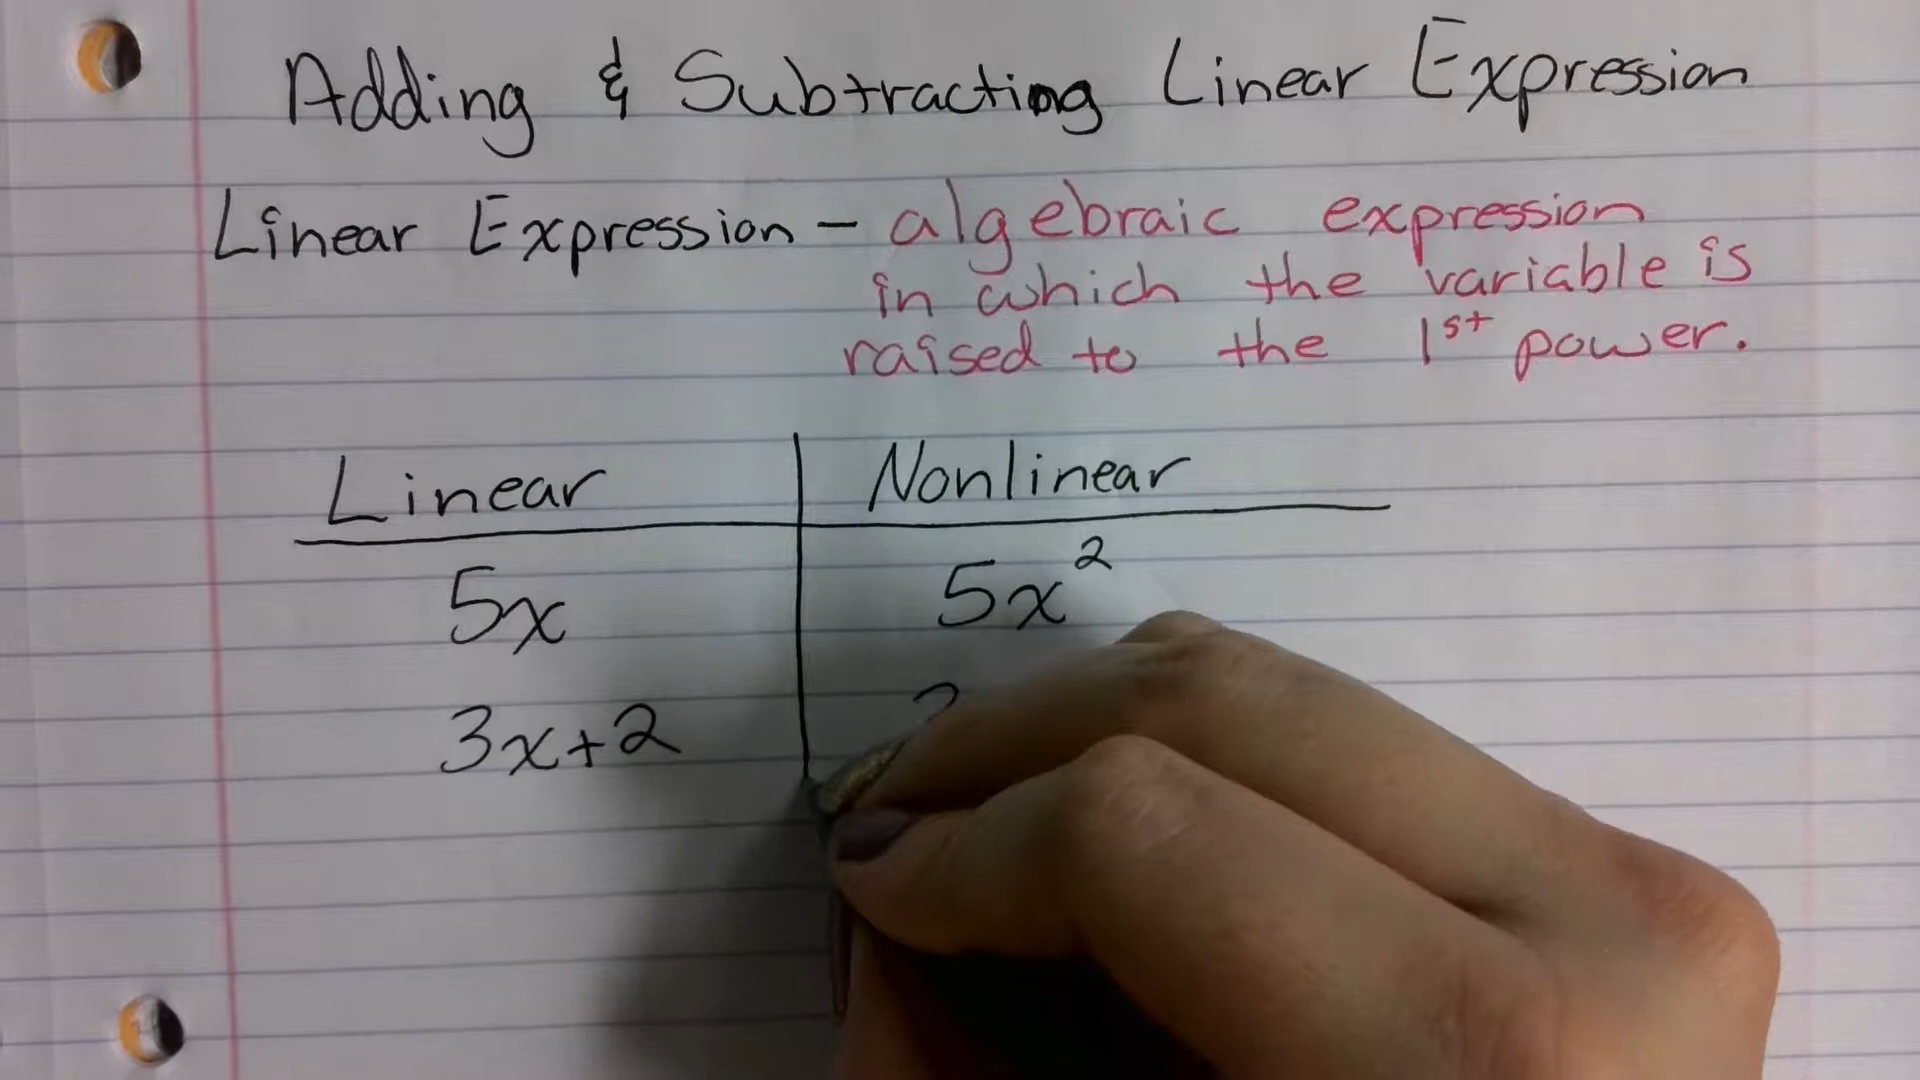 Adding & Subtracting Linear Expression
Linear Expression - algebraic expression
in which the variable is
raised to the 1st power.
Linear Nonlinear
5x 5x²
3x+2